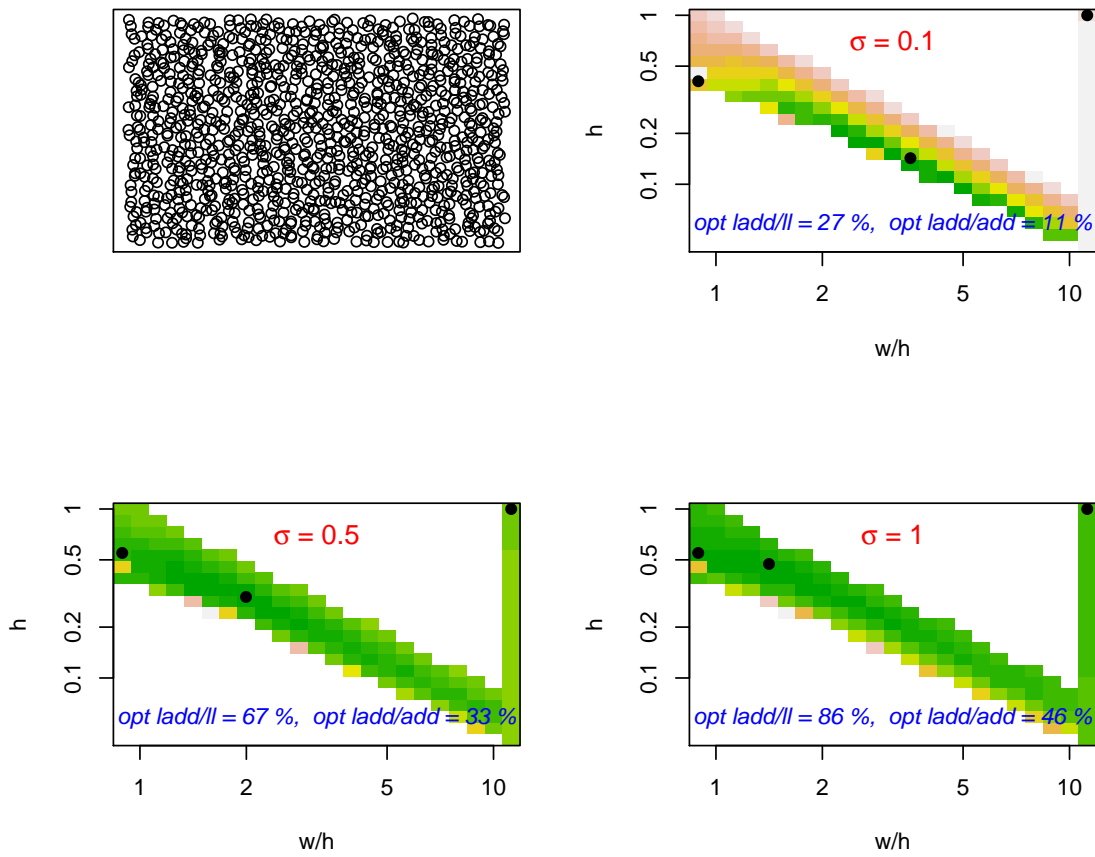 σ = 0.1
h
1
0.5
0.2
0.1
opt ladd/ll = 27 %, opt ladd/add = 11 %
1 2 5 10
w/h
σ = 0.5
h
1
0.5
0.2
0.1
opt ladd/ll = 67 %, opt ladd/add = 33 %
1 2 5 10
w/h
σ = 1
h
1
0.5
0.2
0.1
opt ladd/ll = 86 %, opt ladd/add = 46 %
1 2 5 10
w/h